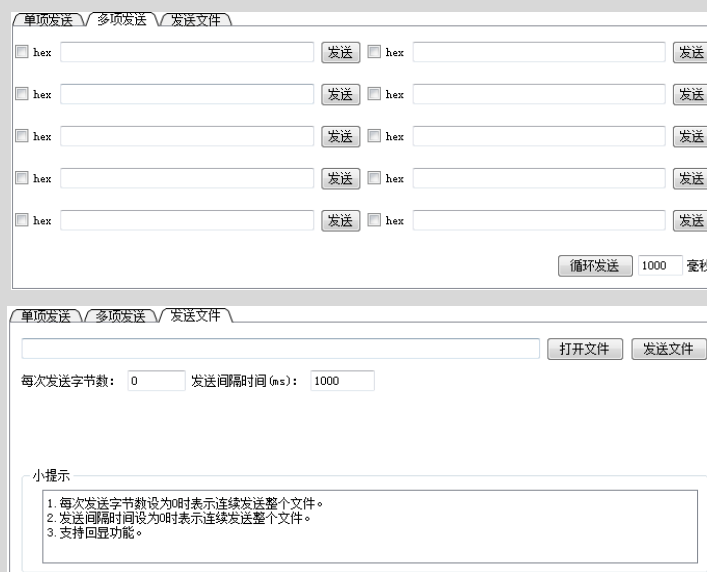 单项发送 多项发送 发送文件
hex 发送 hex 发送
hex 发送 hex 发送
hex 发送 hex 发送
hex 发送 hex 发送
hex 发送 hex 发送
循环发送 1000 毫秒
单项发送 多项发送 发送文件
打开文件 发送文件
每次发送字节数: 0 发送间隔时间(ms): 1000
小提示
1.每次发送字节数设为0时表示连续发送整个文件。
2.发送间隔时间设为0时表示连续发送整个文件。
3.支持回显功能。